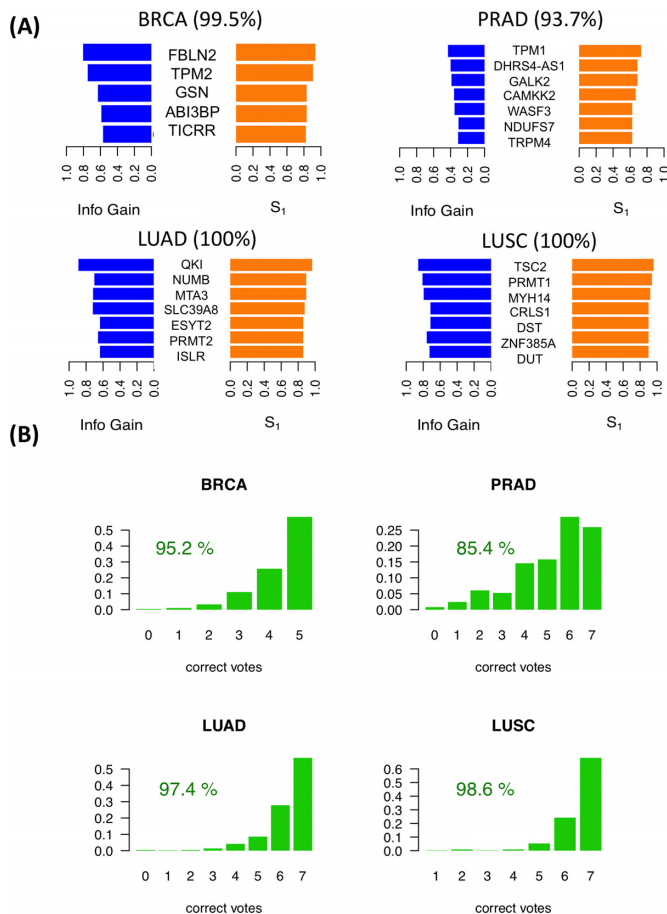 (A)
BRCA (99.5%)
FBLN2
TPM2
GSN
ABI3BP
TICRR
1.0 0.8 0.6 0.4 0.2 0.0
Info Gain
0.0 0.2 0.4 0.6 0.8 1.0
S1
PRAD (93.7%)
TPM1
DHRS4-AS1
GALK2
CAMKK2
WASF3
NDUFS7
TRPM4
1.0 0.8 0.6 0.4 0.2 0.0
Info Gain
0.0 0.2 0.4 0.6 0.8 1.0
S1
LUAD (100%)
QKI
NUMB
MTA3
SLC39A8
ESYT2
PRMT2
ISLR
1.0 0.8 0.6 0.4 0.2 0.0
Info Gain
0.0 0.2 0.4 0.6 0.8 1.0
S1
LUSC (100%)
TSC2
PRMT1
MYH14
CRLS1
DST
ZNF385A
DUT
1.0 0.8 0.6 0.4 0.2 0.0
Info Gain
0.0 0.2 0.4 0.6 0.8 1.0
S1
(B)
BRCA
95.2 %
0.5
0.4
0.3
0.2
0.1
0.0
0 1 2 3 4 5
correct votes
PRAD
85.4 %
0.25
0.20
0.15
0.10
0.05
0.00
0 1 2 3 4 5 6 7
correct votes
LUAD
97.4 %
0.5
0.4
0.3
0.2
0.1
0.0
0 1 2 3 4 5 6 7
correct votes
LUSC
98.6 %
0.6
0.5
0.4
0.3
0.2
0.1
0.0
1 2 3 4 5 6 7
correct votes